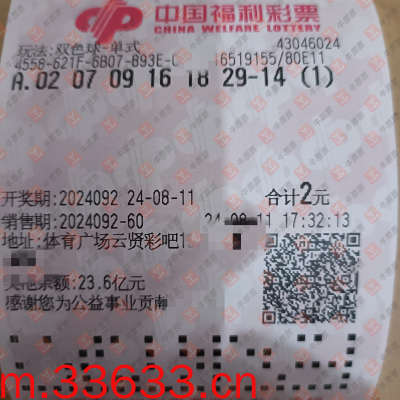 中国福利彩票
CHINA WELFARE LOTTERY
玩法:双色球-单式
43046024
4558-621F-6B07-B93E-
6519155/80E11
A.02 07 09 16 18 29-14 (1)
开奖期:2024092 24-08-11
合计2元
销售期:2024092-60
24-08-11 17:32:13
地址:体育广场云贤彩吧1
奖池余额:23.6亿元
感谢您为公益事业贡献
m.33633.cn